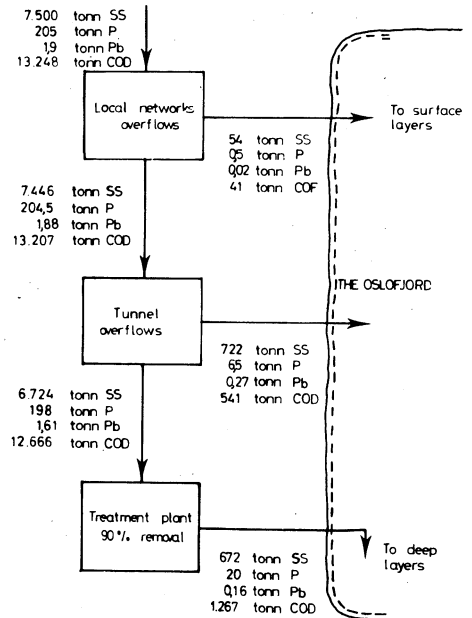 7.500 tonn SS
205 tonn P
1,9 tonn Pb
13.248 tonn COD
Local networks
overflows
To surface
layers
54 tonn SS
0,5 tonn P
0,02 tonn Pb
41 tonn COF
7.446 tonn SS
204,5 tonn P
1,88 tonn Pb
13.207 tonn COD
THE OSLOFJORD
Tunnel
overflows
722 tonn SS
6,5 tonn P
0,27 tonn Pb
541 tonn COD
6.724 tonn SS
198 tonn P
1,61 tonn Pb
12.666 tonn COD
Treatment plant
90% removal
To deep
layers
672 tonn SS
20 tonn P
0,16 tonn Pb
1.267 tonn COD